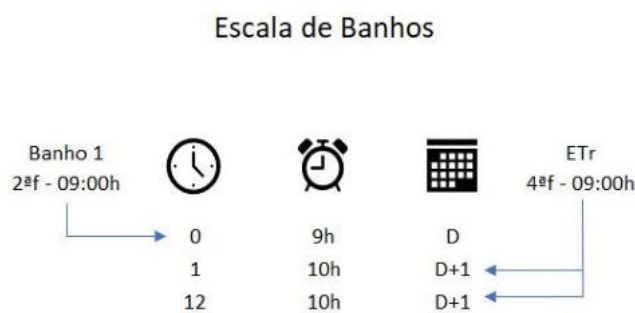 Escala de Banhos
Banho 1
2ªf - 09:00h
ETr
4ªf - 09:00h
0 9h D
1 10h D+1
12 10h D+1